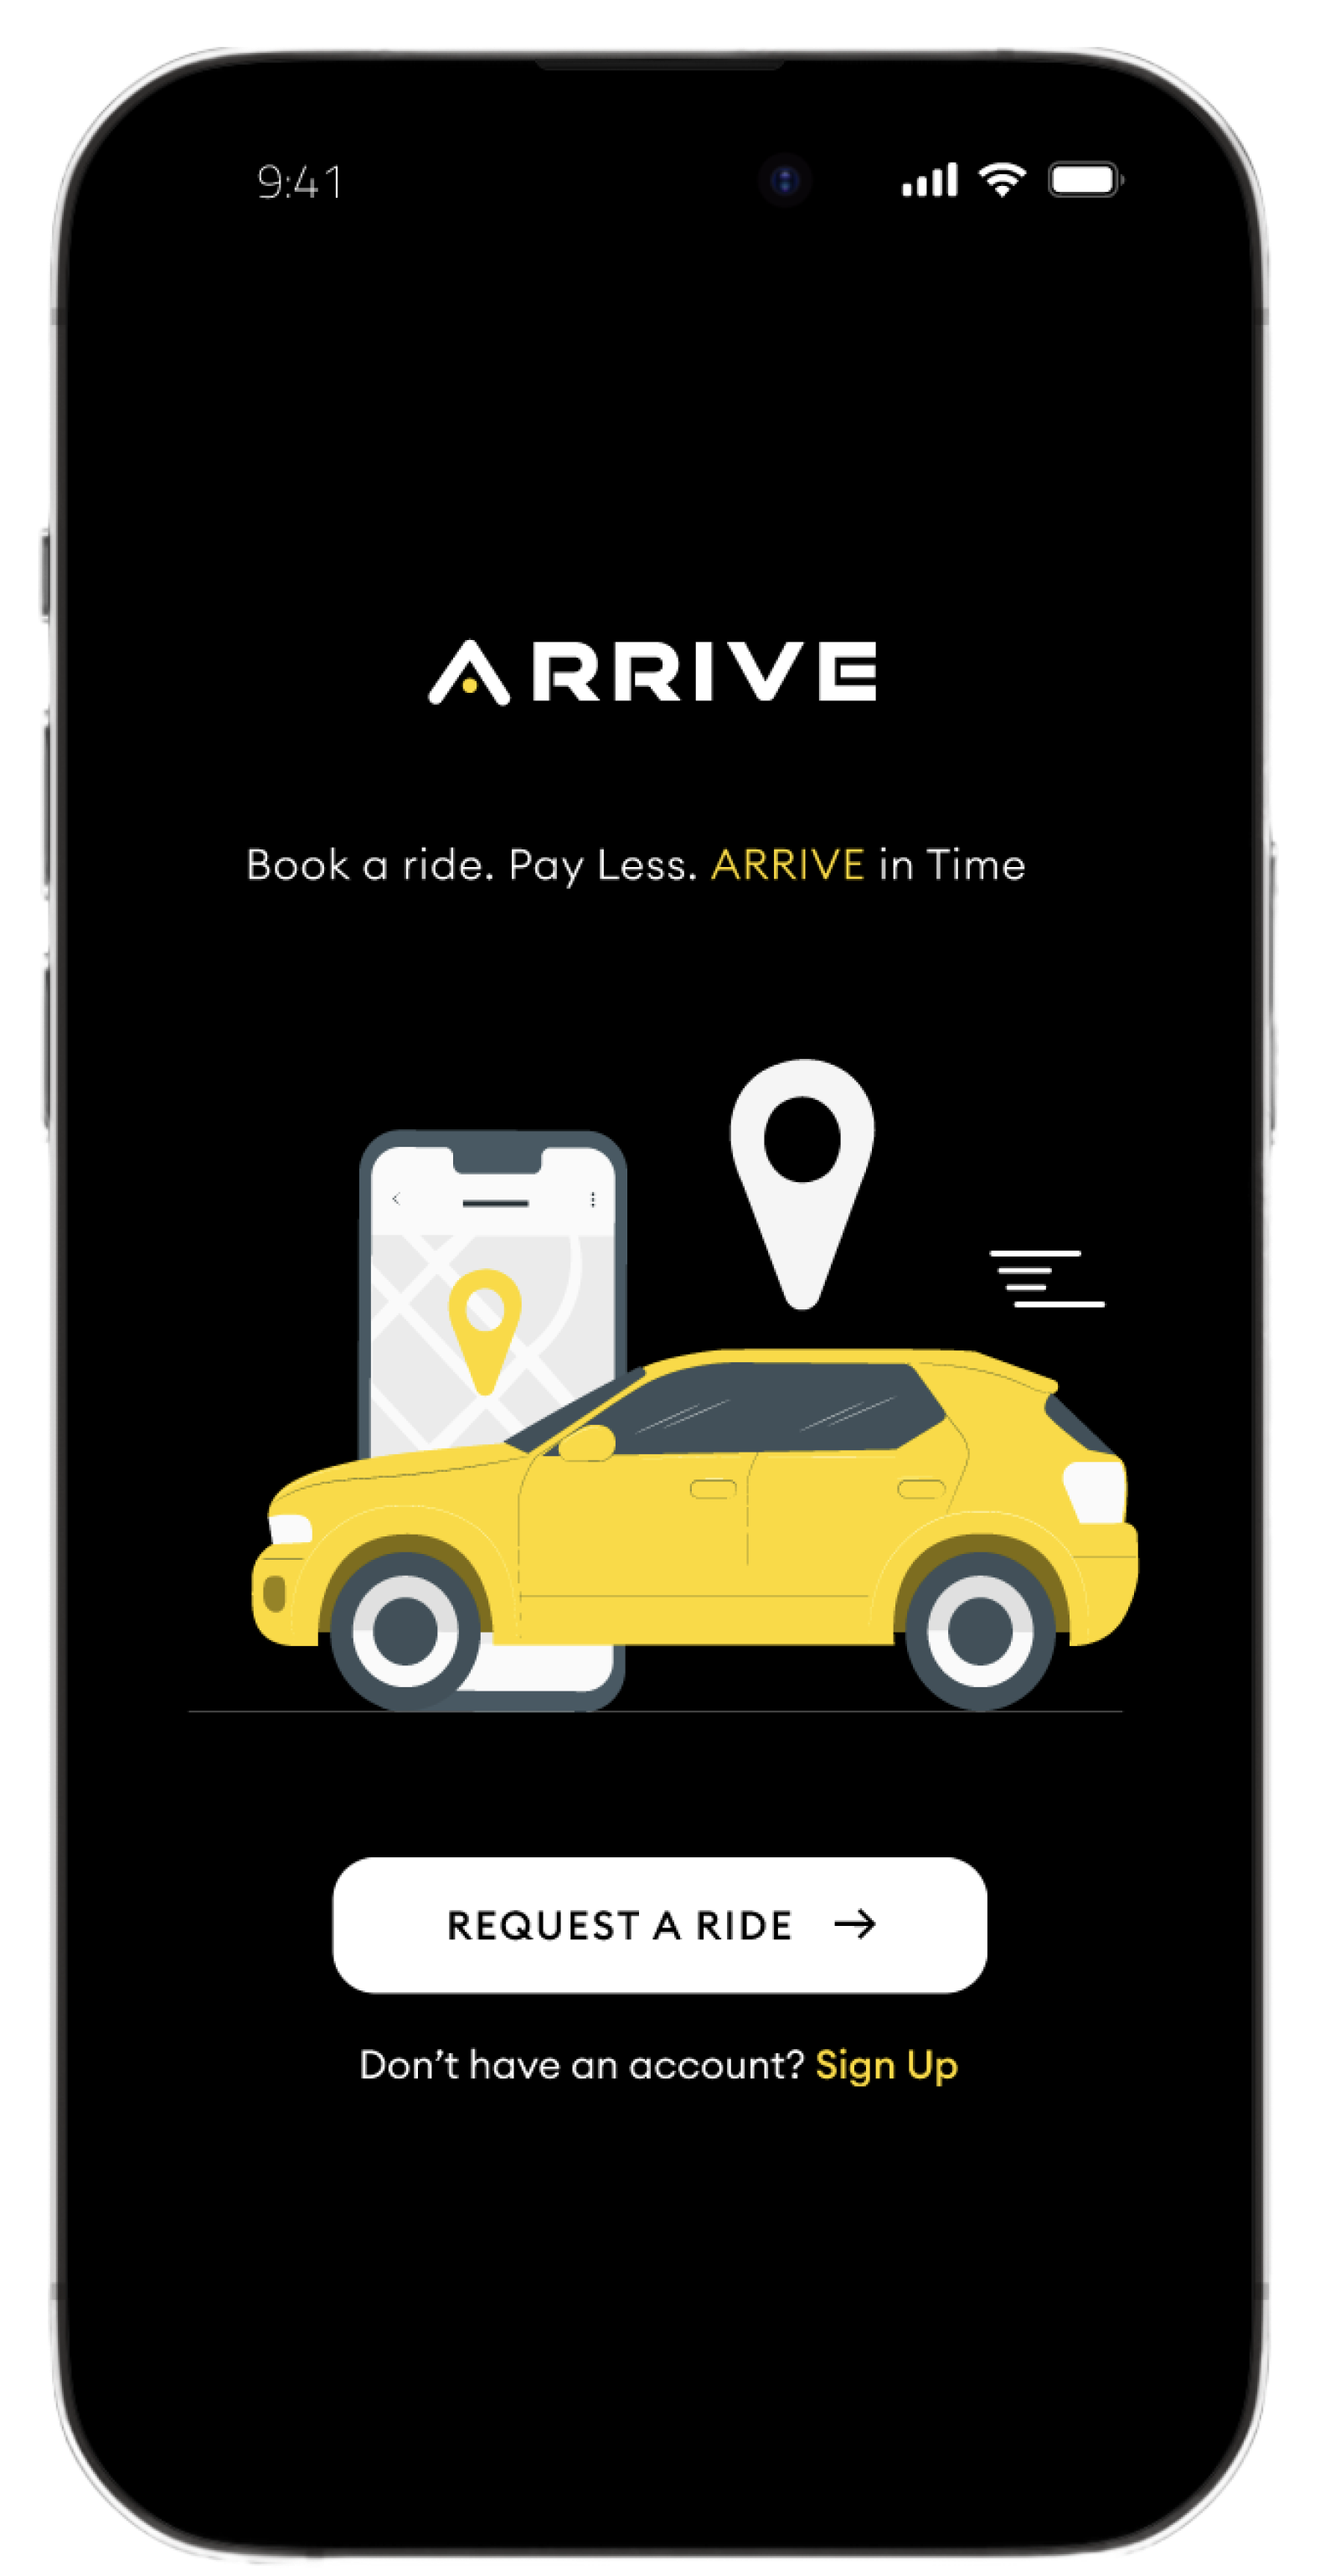 9:41
ARRIVE
Book a ride. Pay Less. ARRIVE in Time
REQUEST A RIDE →
Don’t have an account? Sign Up